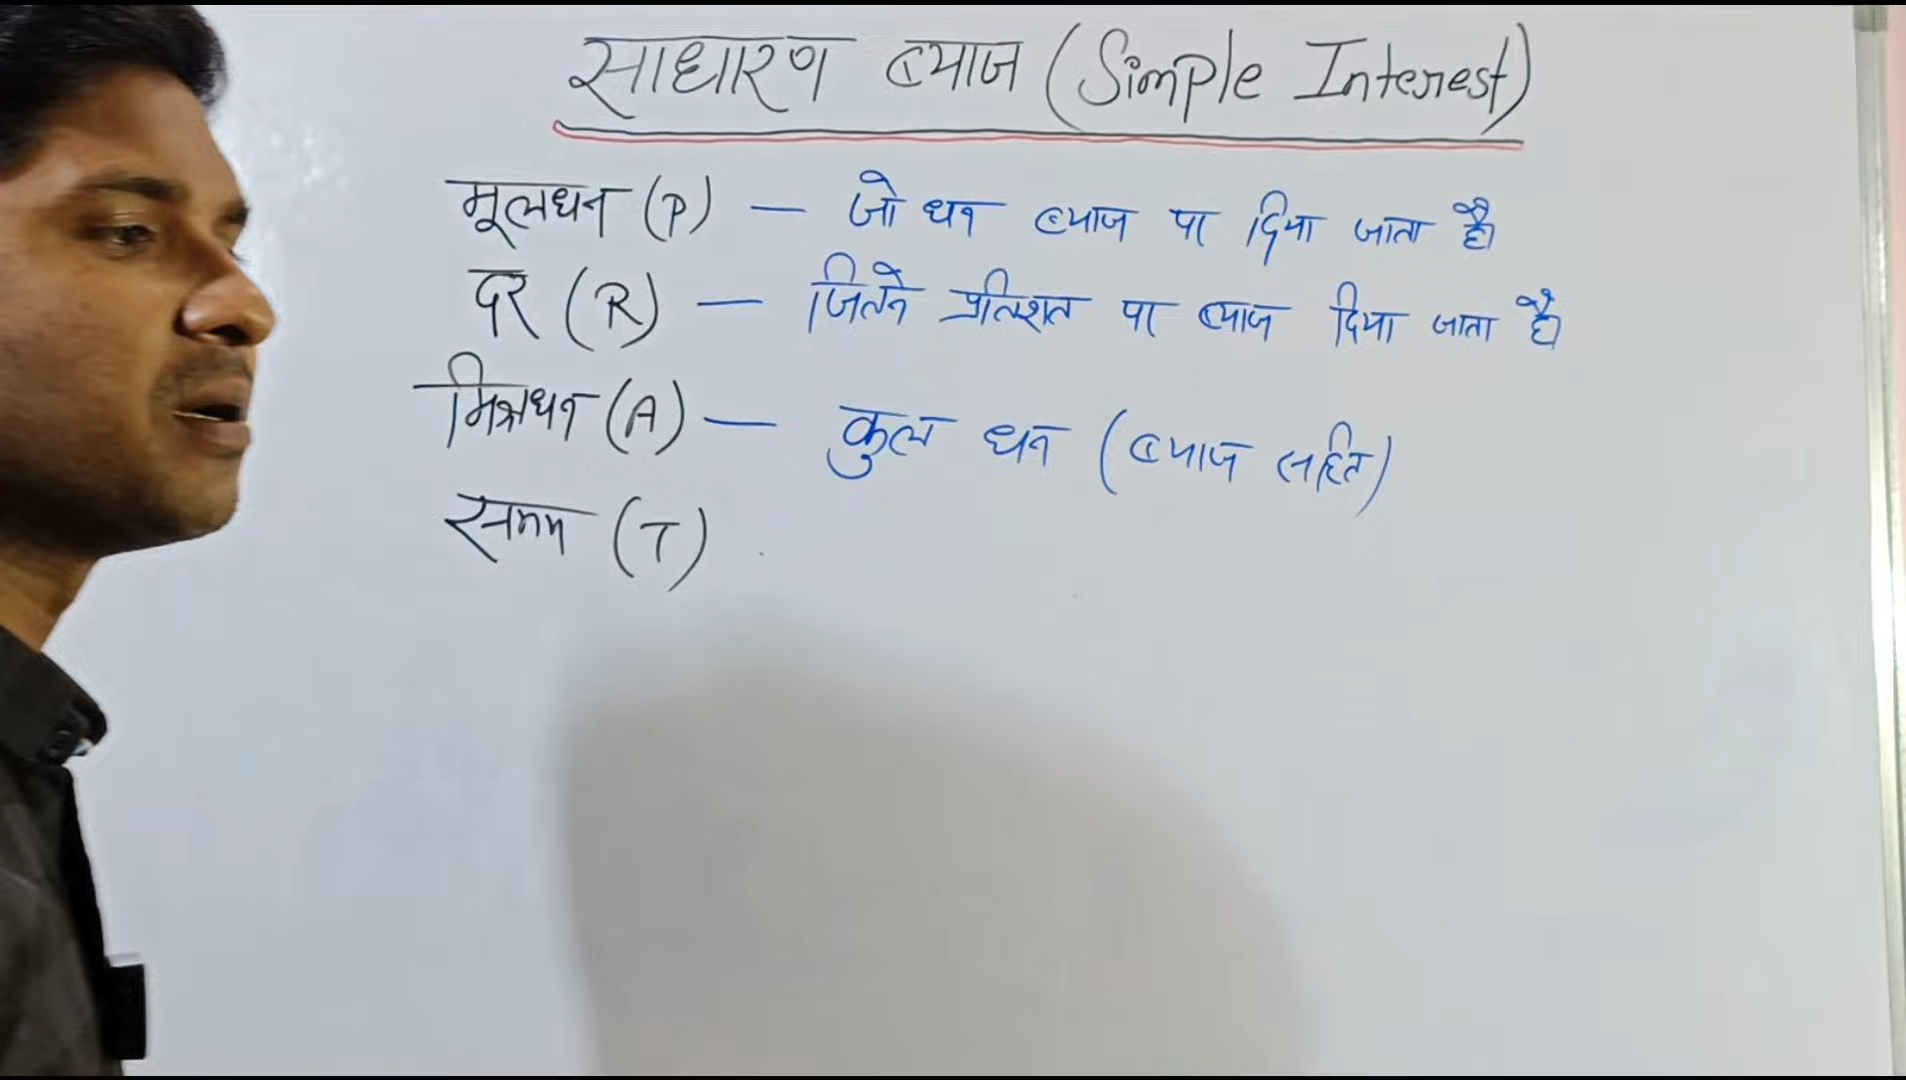 साधारण ब्याज (Simple Interest)
मूलधन (P) – जो धन ब्याज पर दिया जाता है।
दर (R) – जितने प्रतिशत पर ब्याज दिया जाता है।
मिश्रधन (A) – कुल धन (ब्याज सहित)
समय (T)